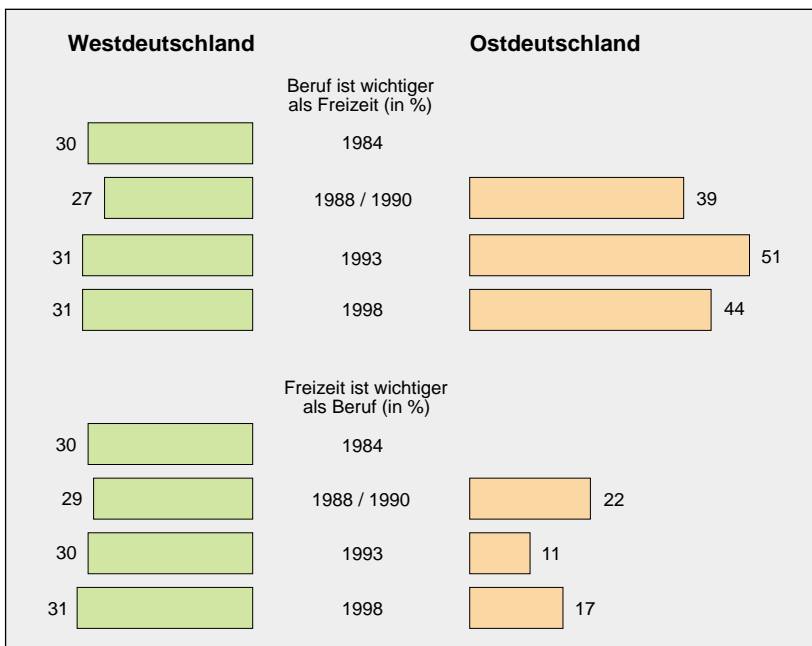 Westdeutschland Ostdeutschland
Beruf ist wichtiger
als Freizeit (in %)
30 1984
27 1988 / 1990 39
31 1993 51
31 1998 44
Freizeit ist wichtiger
als Beruf (in %)
30 1984
29 1988 / 1990 22
30 1993 11
31 1998 17